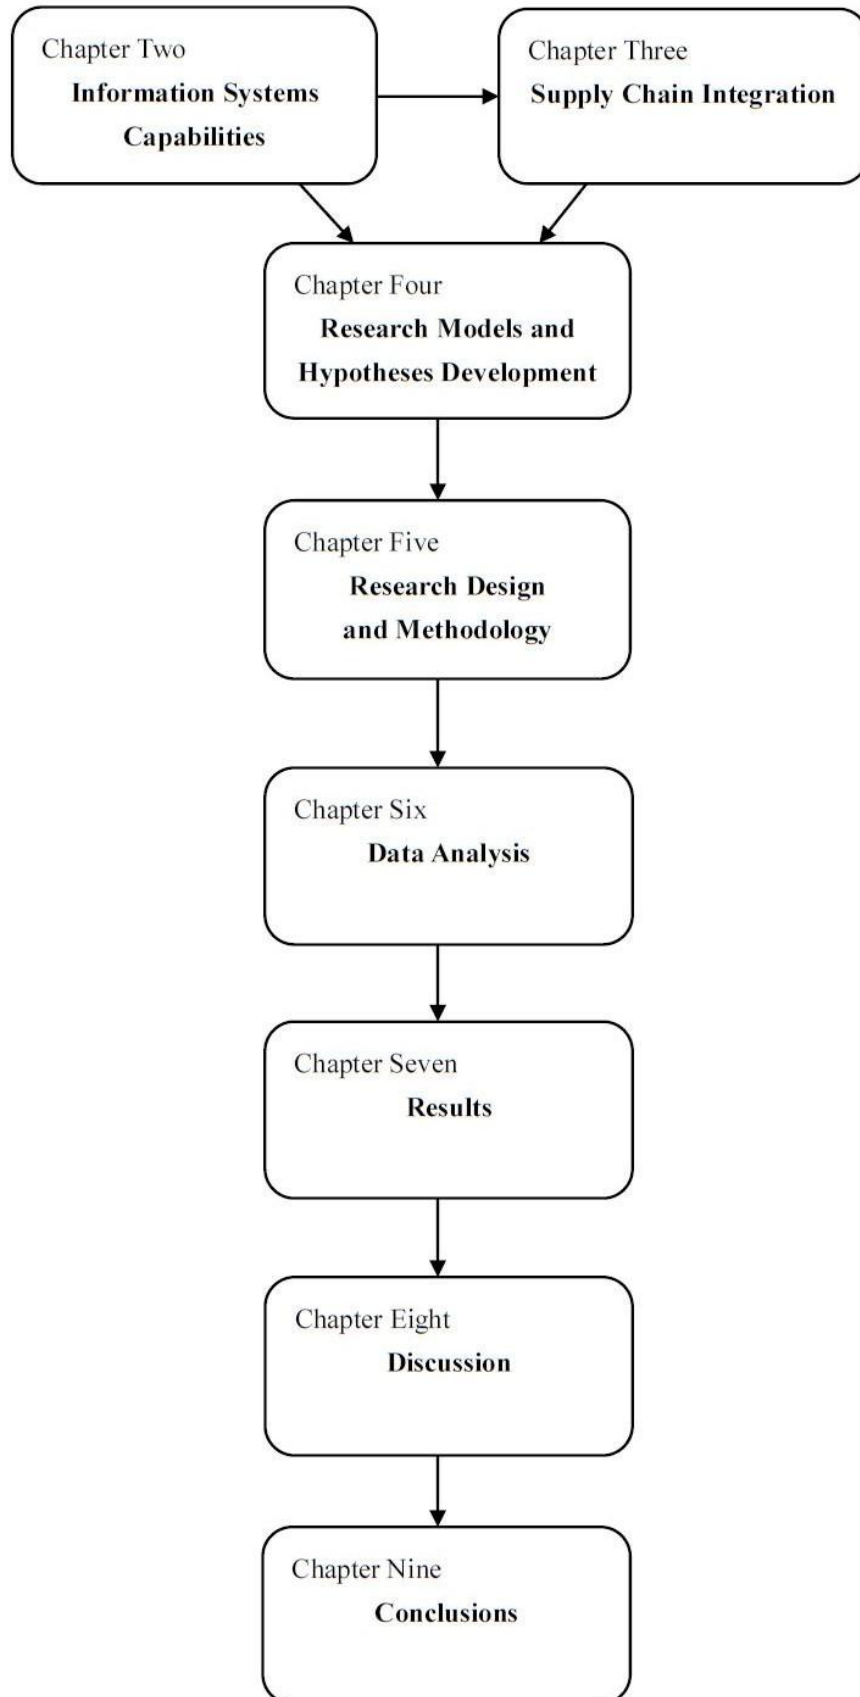 Chapter Two
Information Systems
Capabilities
Chapter Three
Supply Chain Integration
Chapter Four
Research Models and
Hypotheses Development
Chapter Five
Research Design
and Methodology
Chapter Six
Data Analysis
Chapter Seven
Results
Chapter Eight
Discussion
Chapter Nine
Conclusions